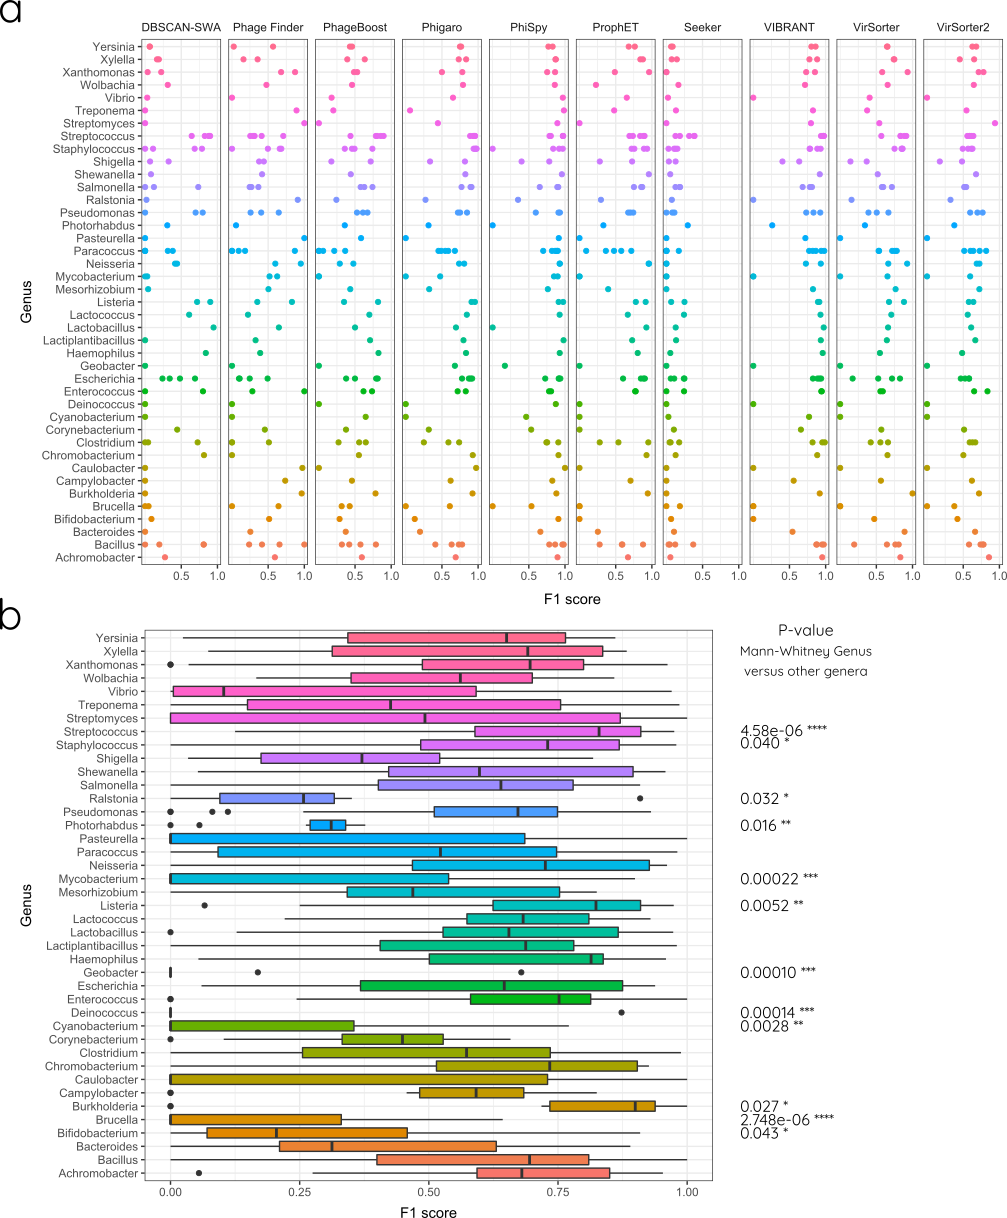 a
DBSCAN-SWA Phage Finder PhageBoost Phigaro PhiSpy ProphET Seeker VIBRANT VirSorter VirSorter2
Yersinia
Xylella
Xanthomonas
Wolbachia
Vibrio
Treponema
Streptomyces
Streptococcus
Staphylococcus
Shigella
Shewanella
Salmonella
Ralstonia
Pseudomonas
Photorhabdus
Pasteurella
Paracoccus
Neisseria
Mycobacterium
Mesorhizobium
Listeria
Lactococcus
Lactobacillus
Lactiplantibacillus
Haemophilus
Geobacter
Escherichia
Enterococcus
Deinococcus
Cyanobacterium
Corynebacterium
Clostridium
Chromobacterium
Caulobacter
Campylobacter
Burkholderia
Brucella
Bifidobacterium
Bacteroides
Bacillus
Achromobacter
Genus
0.5 1.0 0.5 1.0 0.5 1.0 0.5 1.0 0.5 1.0 0.5 1.0 0.5 1.0 0.5 1.0 0.5 1.0 0.5 1.0
F1 score
b
P-value
Mann-Whitney Genus
versus other genera
Yersinia
Xylella
Xanthomonas
Wolbachia
Vibrio
Treponema
Streptomyces
Streptococcus 4.58e-06 ****
Staphylococcus 0.040 *
Shigella
Shewanella
Salmonella
Ralstonia 0.032 *
Pseudomonas
Photorhabdus 0.016 **
Pasteurella
Paracoccus
Neisseria
Mycobacterium 0.00022 ***
Mesorhizobium
Listeria 0.0052 **
Lactococcus
Lactobacillus
Lactiplantibacillus
Haemophilus
Geobacter 0.00010 ***
Escherichia
Enterococcus
Deinococcus 0.00014 ***
Cyanobacterium 0.0028 **
Corynebacterium
Clostridium
Chromobacterium
Caulobacter
Campylobacter
Burkholderia 0.027 *
Brucella 2.748e-06 ****
Bifidobacterium 0.043 *
Bacteroides
Bacillus
Achromobacter
Genus
0.00 0.25 0.50 0.75 1.00
F1 score